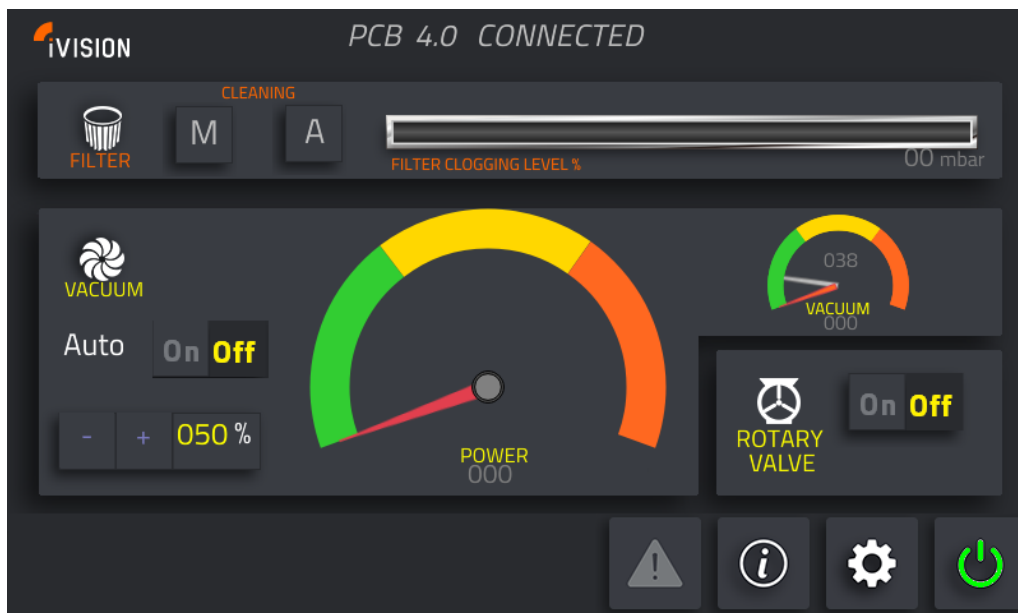 iVISION
PCB 4.0 CONNECTED
CLEANING
M A
FILTER
FILTER CLOGGING LEVEL %
00 mbar
VACUUM
Auto On Off
- + 050 %
POWER
000
038
VACUUM
000
On Off
ROTARY
VALVE
i